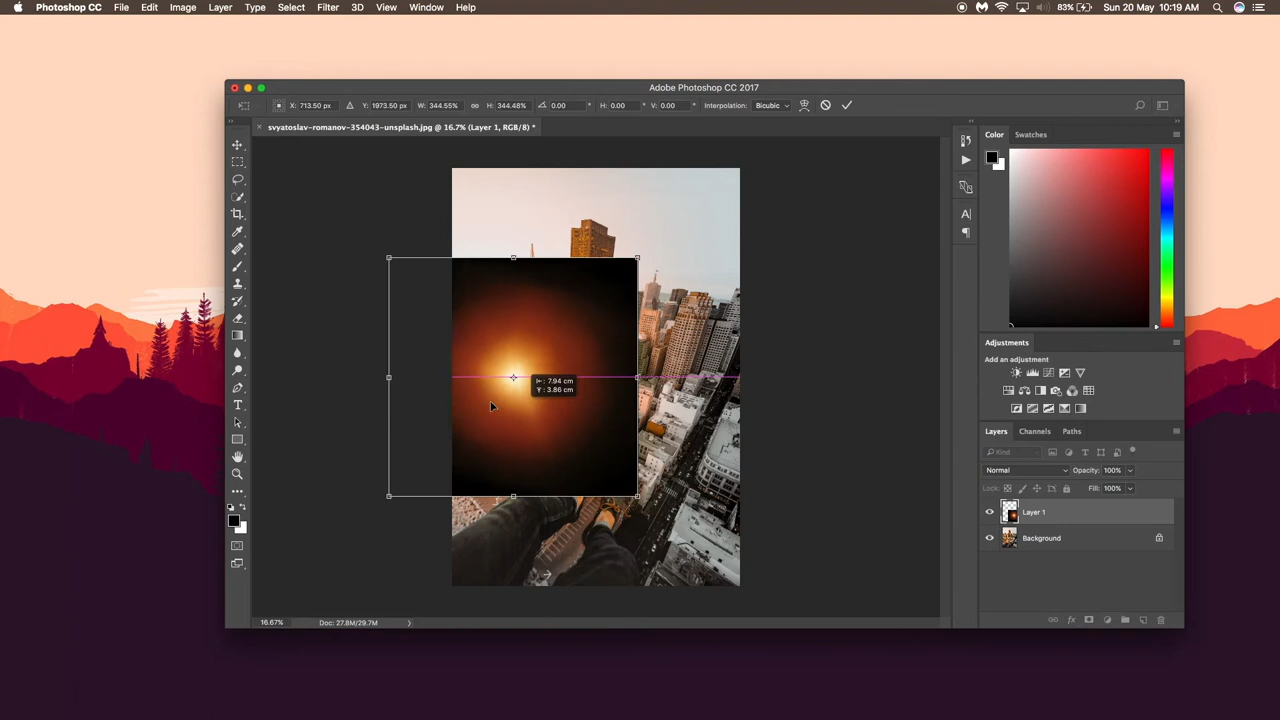 Photoshop CC File Edit Image Layer Type Select Filter 3D View Window Help 83% Sun 20 May 10:19 AM
Adobe Photoshop CC 2017
X: 713.50 px Y: 1973.50 px W: 344.55% H: 344.48% 0.00 ° H: 0.00 ° V: 0.00 ° Interpolation: Bicubic
× svyatoslav-romanov-354043-unsplash.jpg @ 16.7% (Layer 1, RGB/8) *
Color Swatches
Adjustments
Add an adjustment
: 7.94 cm
: 3.86 cm
Layers Channels Paths
Kind
Normal Opacity: 100%
Lock: Fill: 100%
Layer 1
Background
16.67% Doc: 27.8M/29.7M